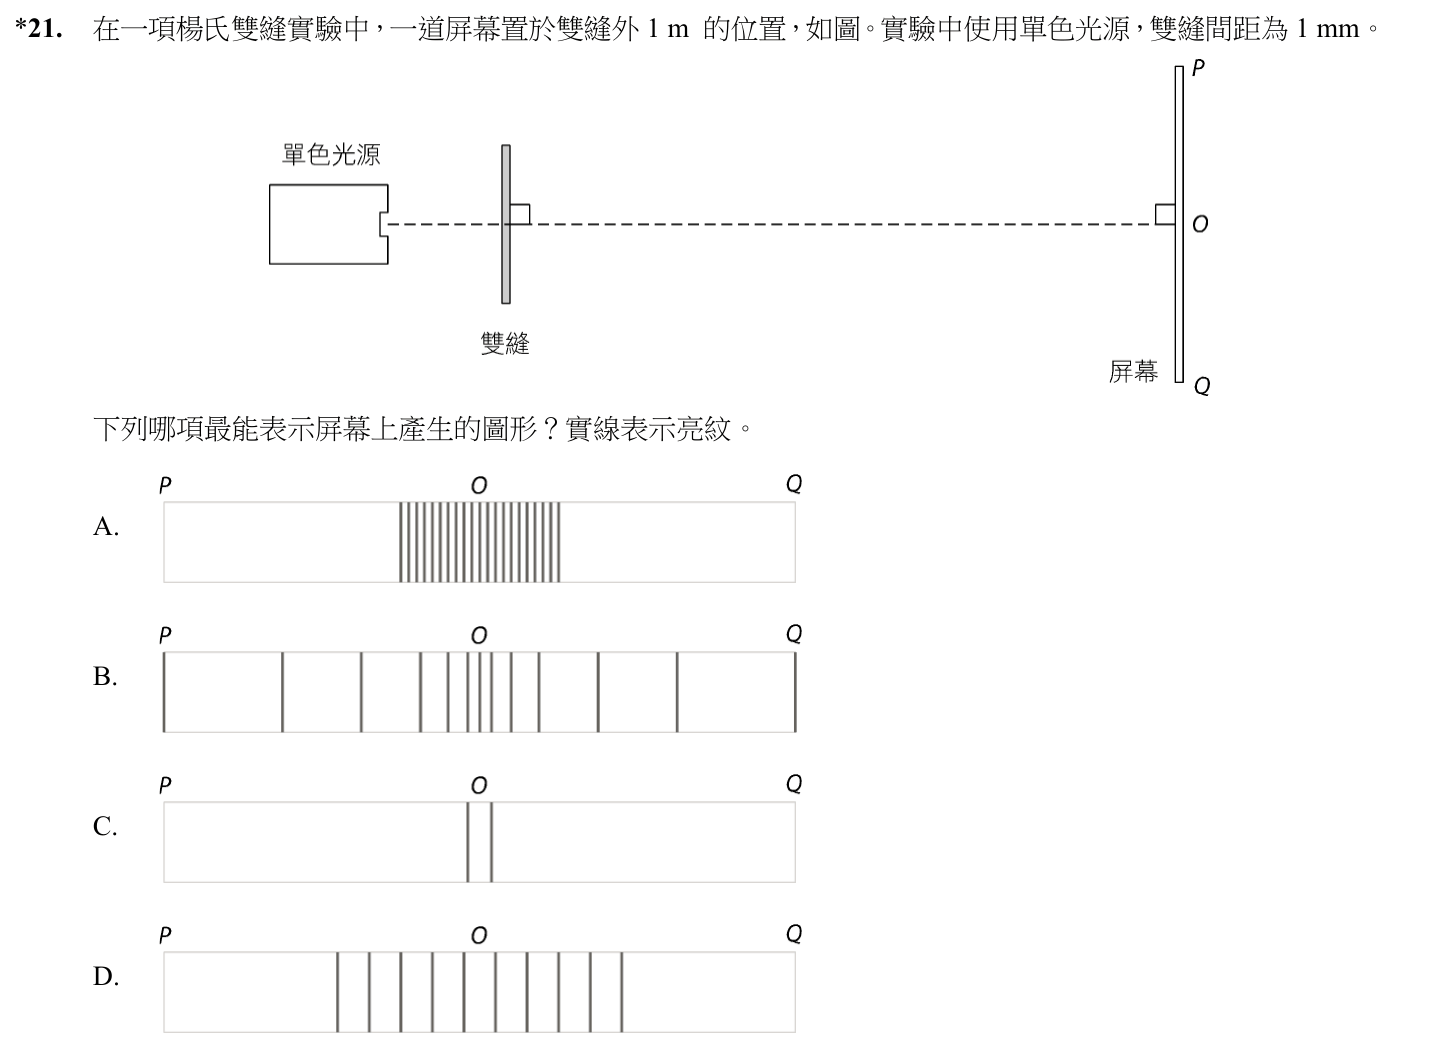 *21. 在一項楊氏雙縫實驗中，一道屏幕置於雙縫外 1 m 的位置，如圖。實驗中使用單色光源，雙縫間距為 1 mm。
P
單色光源
O
雙縫
屏幕
Q
下列哪項最能表示屏幕上產生的圖形？實線表示亮紋。
P O Q
A.
P O Q
B.
P O Q
C.
P O Q
D.